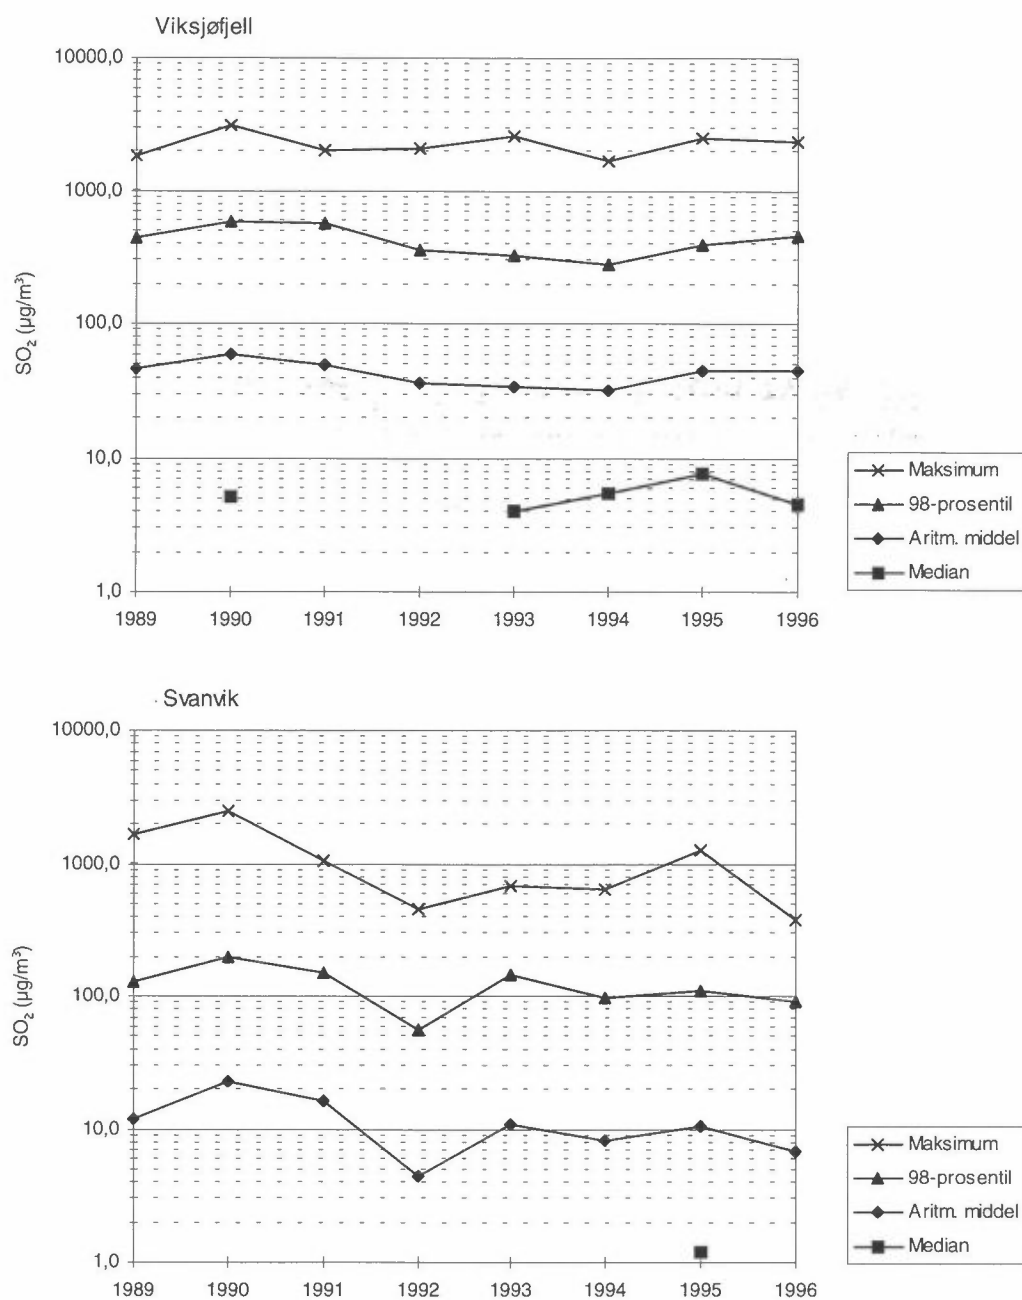 Viksjøfjell
10000,0
1000,0
100,0
10,0
1,0
SO₂ (µg/m³)
1989 1990 1991 1992 1993 1994 1995 1996
Maksimum
98-prosentil
Aritm. middel
Median
Svanvik
10000,0
1000,0
100,0
10,0
1,0
SO₂ (µg/m³)
1989 1990 1991 1992 1993 1994 1995 1996
Maksimum
98-prosentil
Aritm. middel
Median